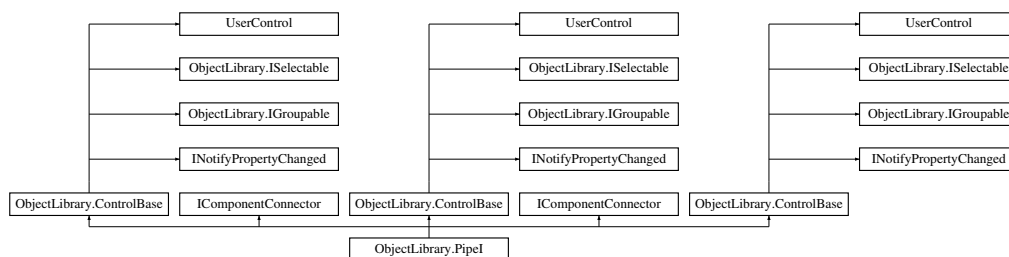 UserControl UserControl UserControl
ObjectLibrary.ISelectable ObjectLibrary.ISelectable ObjectLibrary.ISelectable
ObjectLibrary.IGroupable ObjectLibrary.IGroupable ObjectLibrary.IGroupable
INotifyPropertyChanged INotifyPropertyChanged INotifyPropertyChanged
ObjectLibrary.ControlBase IComponentConnector ObjectLibrary.ControlBase IComponentConnector ObjectLibrary.ControlBase
ObjectLibrary.PipeI